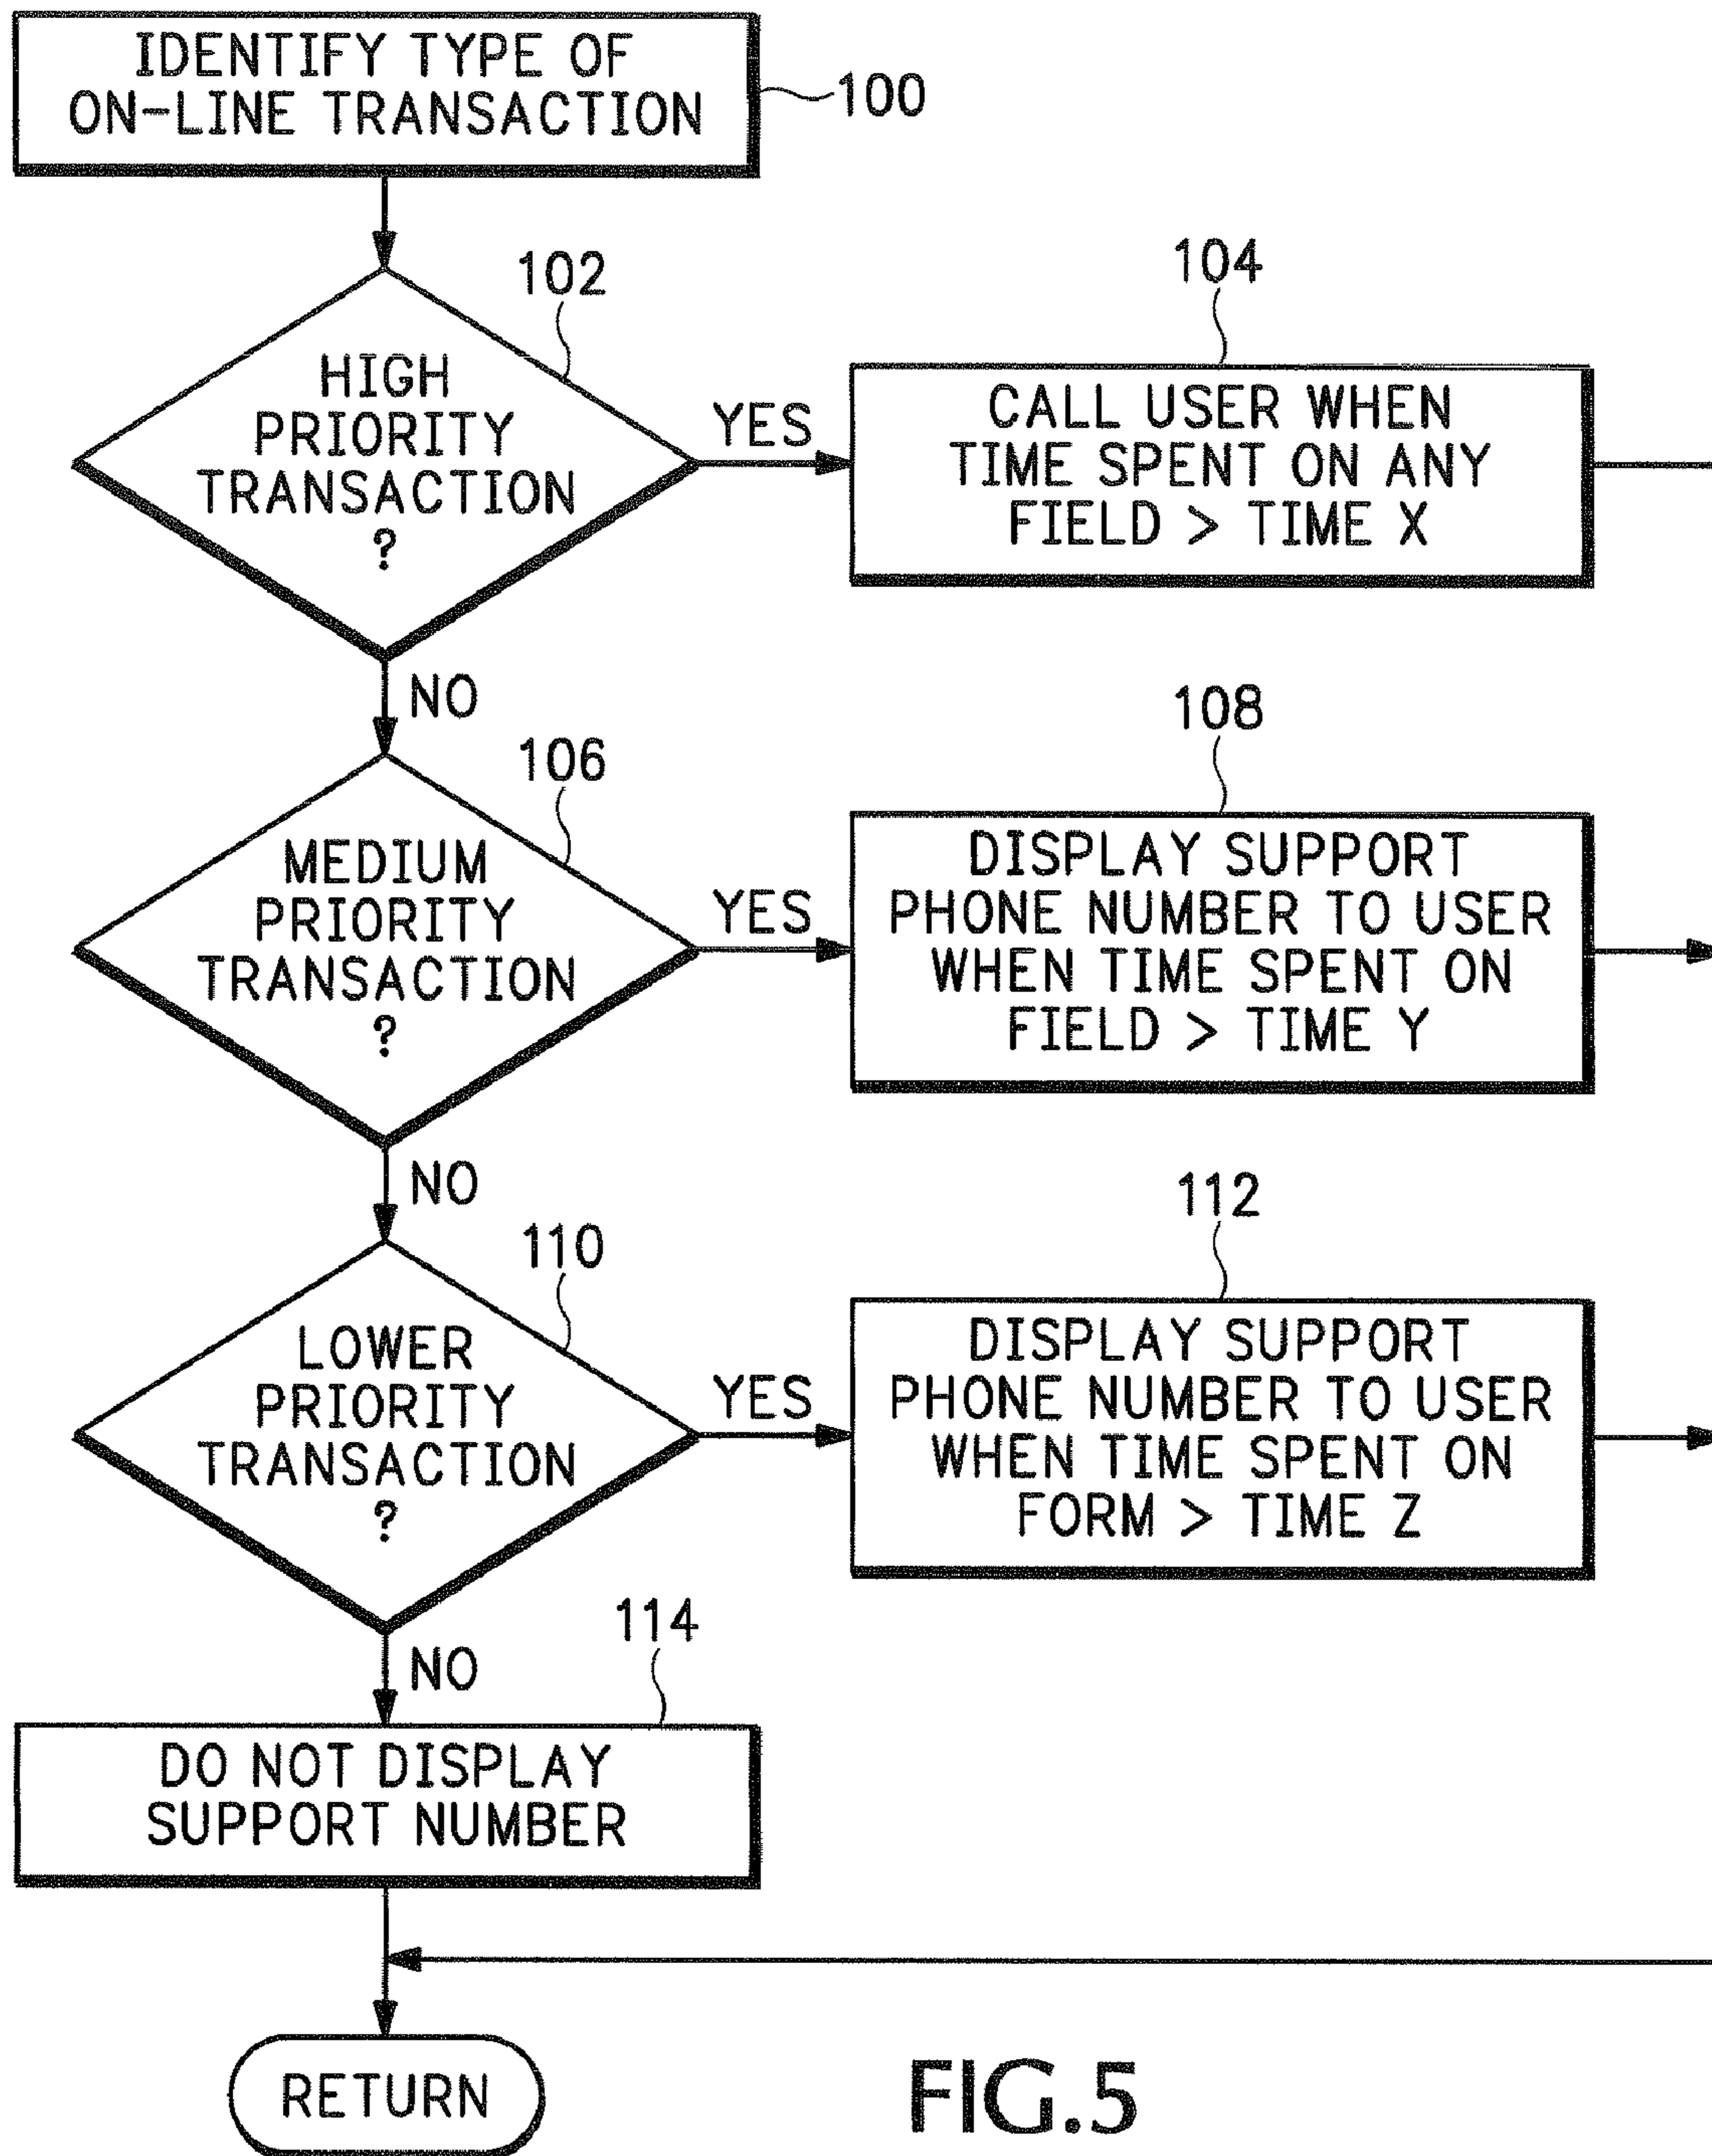 IDENTIFY TYPE OF
ON-LINE TRANSACTION
100
102
HIGH
PRIORITY
TRANSACTION
?
YES
104
CALL USER WHEN
TIME SPENT ON ANY
FIELD > TIME X
NO
106
MEDIUM
PRIORITY
TRANSACTION
?
YES
108
DISPLAY SUPPORT
PHONE NUMBER TO USER
WHEN TIME SPENT ON
FIELD > TIME Y
NO
110
LOWER
PRIORITY
TRANSACTION
?
YES
112
DISPLAY SUPPORT
PHONE NUMBER TO USER
WHEN TIME SPENT ON
FORM > TIME Z
NO
114
DO NOT DISPLAY
SUPPORT NUMBER
RETURN
FIG.5